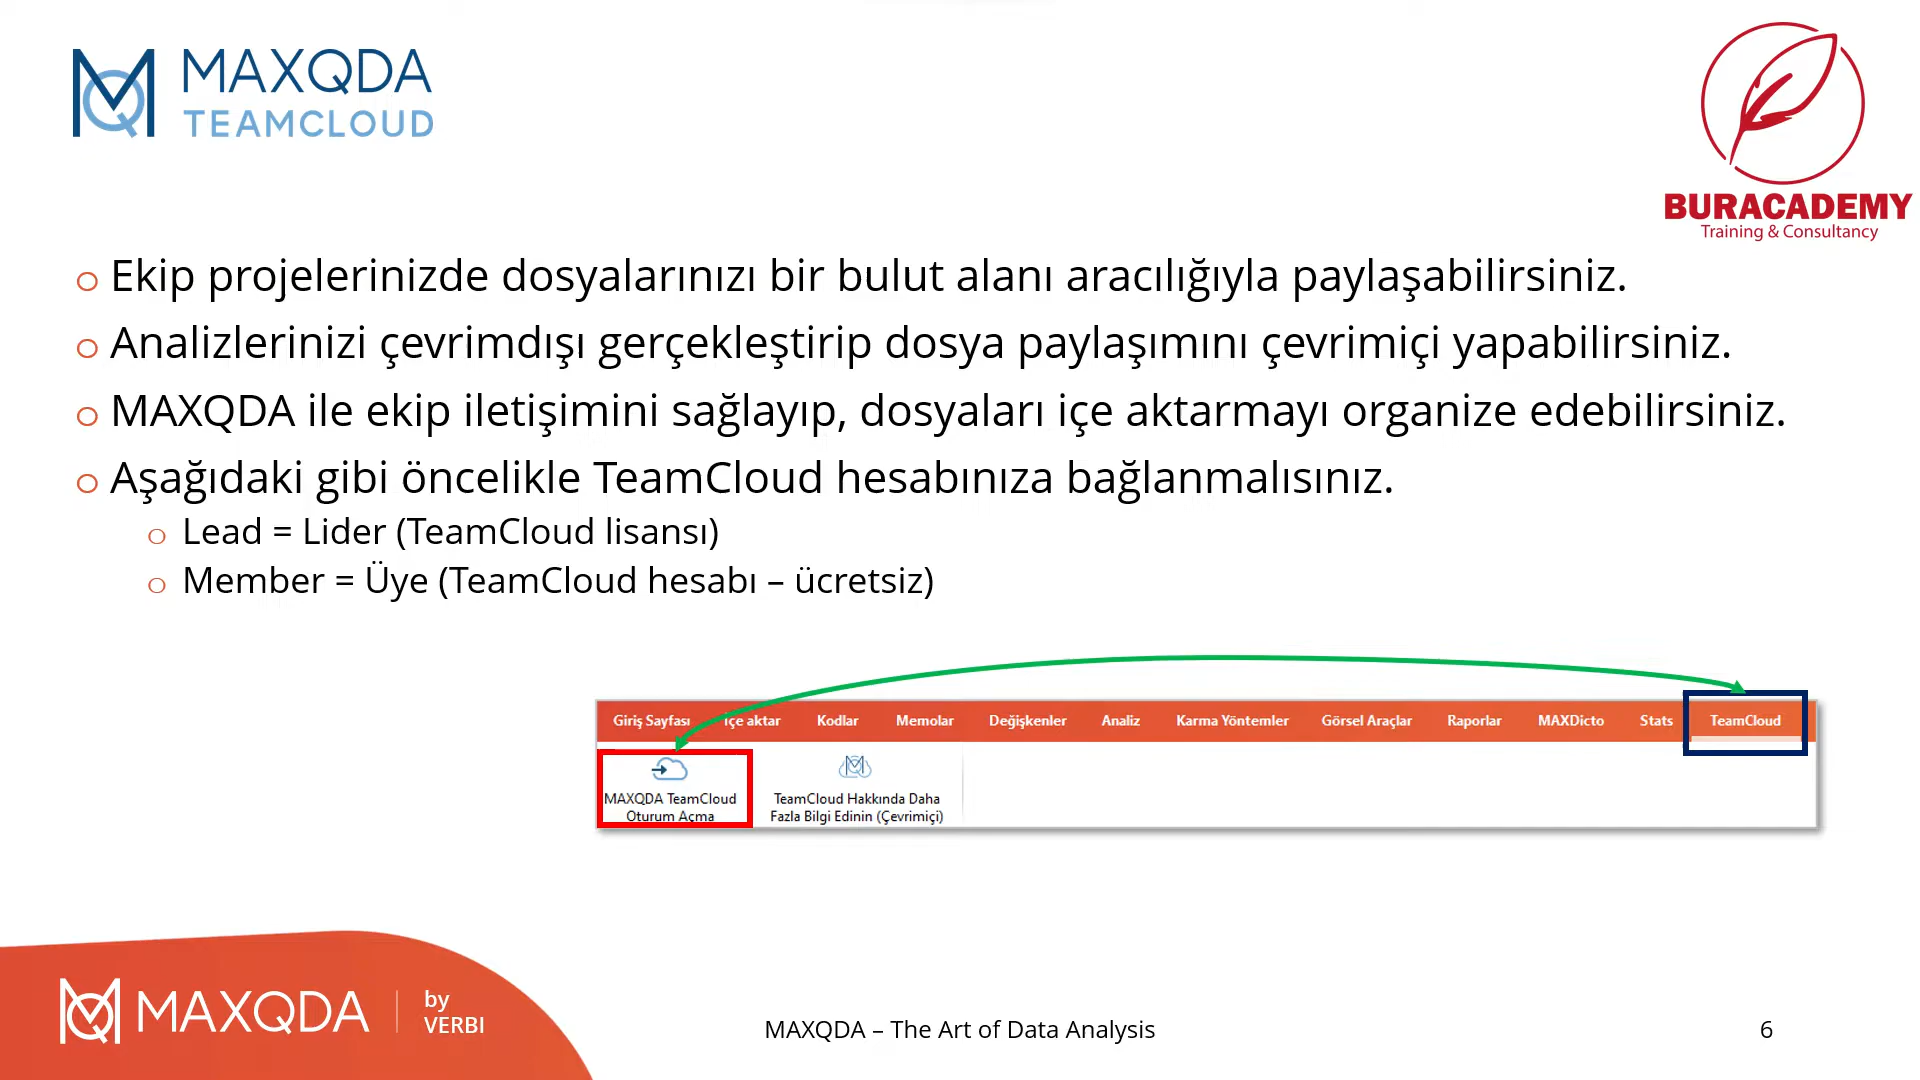 MAXQDA
TEAMCLOUD
BURACADEMY
Training & Consultancy
Ekip projelerinizde dosyalarınızı bir bulut alanı aracılığıyla paylaşabilirsiniz.
Analizlerinizi çevrimdışı gerçekleştirip dosya paylaşımını çevrimiçi yapabilirsiniz.
MAXQDA ile ekip iletişimini sağlayıp, dosyaları içe aktarmayı organize edebilirsiniz.
Aşağıdaki gibi öncelikle TeamCloud hesabınıza bağlanmalısınız.
Lead = Lider (TeamCloud lisansı)
Member = Üye (TeamCloud hesabı – ücretsiz)
Giriş Sayfası İçe aktar Kodlar Memolar Değişkenler Analiz Karma Yöntemler Görsel Araçlar Raporlar MAXDicto Stats TeamCloud
MAXQDA TeamCloud
Oturum Açma
TeamCloud Hakkında Daha
Fazla Bilgi Edinin (Çevrimiçi)
MAXQDA
by
VERBI
MAXQDA – The Art of Data Analysis
6